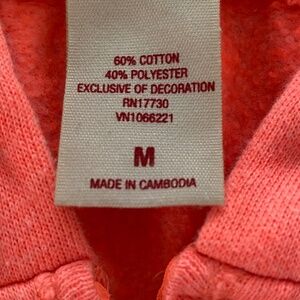 60% COTTON
40% POLYESTER
EXCLUSIVE OF DECORATION
RN17730
VN1066221
M
MADE IN CAMBODIA